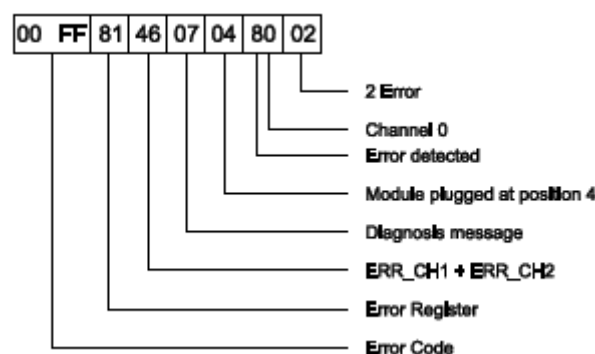 00 FF 81 46 07 04 80 02
2 Error
Channel 0
Error detected
Module plugged at position 4
Diagnosis message
ERR_CH1 + ERR_CH2
Error Register
Error Code